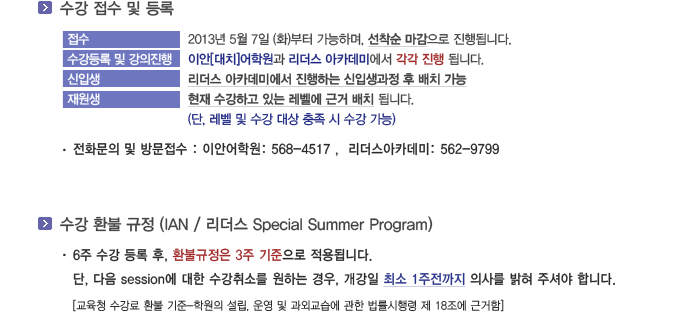 수강 접수 및 등록
접수 2013년 5월 7일 (화)부터 가능하며, 선착순 마감으로 진행됩니다.
수강등록 및 강의진행 이안[대치]어학원과 리더스 아카데미에서 각각 진행 됩니다.
신입생 리더스 아카데미에서 진행하는 신입생과정 후 배치 가능
재원생 현재 수강하고 있는 레벨에 근거 배치 됩니다.
(단, 레벨 및 수강 대상 충족 시 수강 가능)
· 전화문의 및 방문접수 : 이안어학원: 568-4517 , 리더스아카데미: 562-9799
수강 환불 규정 (IAN / 리더스 Special Summer Program)
· 6주 수강 등록 후, 환불규정은 3주 기준으로 적용됩니다.
단, 다음 session에 대한 수강취소를 원하는 경우, 개강일 최소 1주전까지 의사를 밝혀 주셔야 합니다.
[교육청 수강료 환불 기준-학원의 설립, 운영 및 과외교습에 관한 법률시행령 제 18조에 근거함]